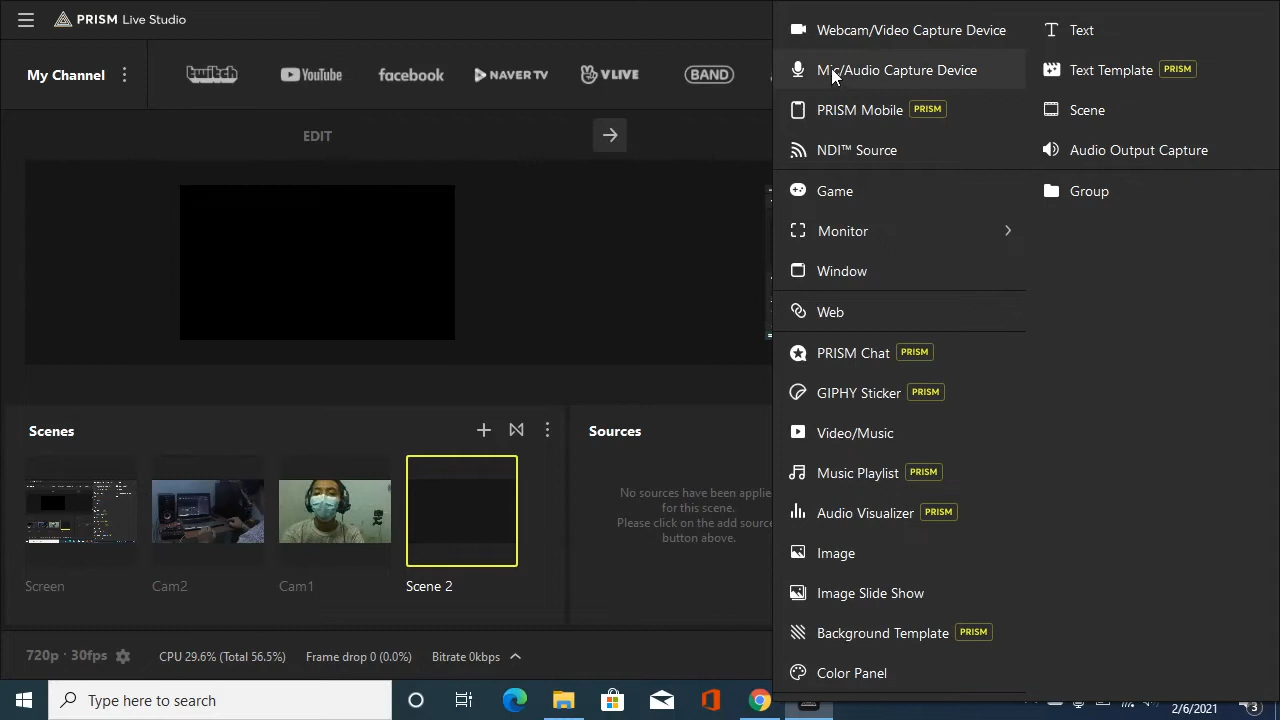 PRISM Live Studio
My Channel
twitch
YouTube
facebook
NAVER TV
VLIVE
BAND
EDIT
Scenes
Sources
No sources have been applie
for this scene.
Please click on the add source
button above.
Screen
Cam2
Cam1
Scene 2
720p · 30fps
CPU 29.6% (Total 56.5%)
Frame drop 0 (0.0%)
Bitrate 0kbps
Webcam/Video Capture Device
Mic/Audio Capture Device
PRISM Mobile PRISM
NDI™ Source
Game
Monitor
Window
Web
PRISM Chat PRISM
GIPHY Sticker PRISM
Video/Music
Music Playlist PRISM
Audio Visualizer PRISM
Image
Image Slide Show
Background Template PRISM
Color Panel
Text
Text Template PRISM
Scene
Audio Output Capture
Group
Type here to search
2/6/2021
3